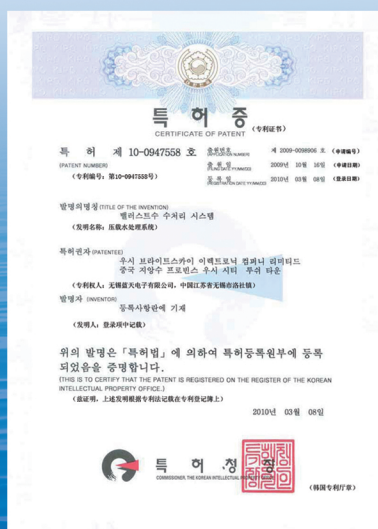 특 허 증 (专利证书)
CERTIFICATE OF PATENT
특 허 제 10-0947558 호
(PATENT NUMBER)
(专利编号：第10-0947558号)
출원번호 제 2009-0098906 호 (申请编号)
(APPLICATION NUMBER)
출 원 일 2009년 10월 16일 (申请日期)
(FILING DATE:YY/MM/DD)
등 록 일 2010년 03월 08일 (登录日期)
(REGISTRATION DATE:YY/MM/DD)
발명의명칭 (TITLE OF THE INVENTION)
밸러스트수 수처리 시스템
(发明名称：压载水处理系统)
특허권자 (PATENTEE)
우시 브라이트스카이 이렉트로닉 컴퍼니 리미티드
중국 지앙수 프로빈스 우시 시티 루쉬 타운
(专利权人：无锡蓝天电子有限公司，中国江苏省无锡市洛社镇)
발명자 (INVENTOR)
등록사항란에 기재
(发明人：登录项中记载)
위의 발명은「특허법」에 의하여 특허등록원부에 등록
되었음을 증명합니다.
(THIS IS TO CERTIFY THAT THE PATENT IS REGISTERED ON THE REGISTER OF THE KOREAN
INTELLECTUAL PROPERTY OFFICE.)
(兹证明，上述发明根据专利法记载在专利登记簿上)
2010년 03월 08일
특 허 청 장
COMMISSIONER, THE KOREAN INTELLECTUAL
(韩国专利厅章)